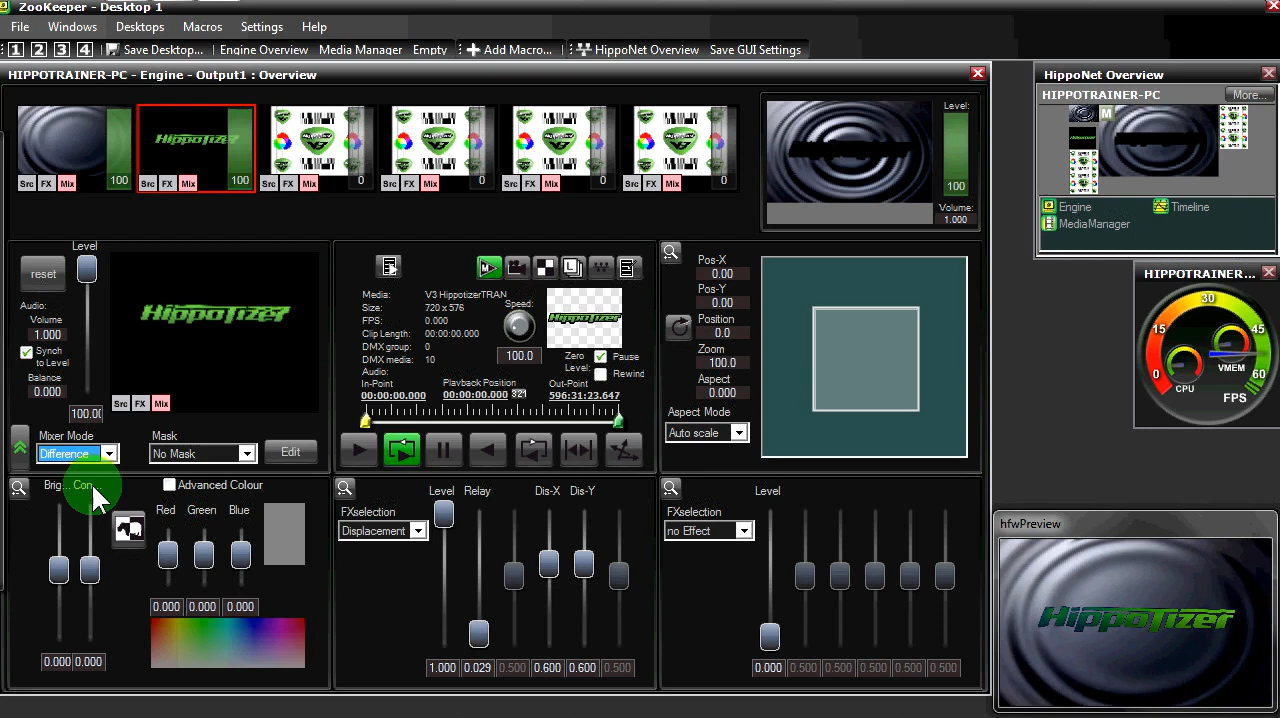 ZooKeeper - Desktop 1
File Windows Desktops Macros Settings Help
1 2 3 4 Save Desktop... Engine Overview Media Manager Empty Add Macro... HippoNet Overview Save GUI Settings
HIPPOTRAINER-PC - Engine - Output1 : Overview
HippoTizer
100 100 0 0 0 0
Src FX Mix Src FX Mix Src FX Mix Src FX Mix Src FX Mix Src FX Mix
Level:
100
Volume:
1.000
Level
reset
Audio:
Volume
1.000
Synch
to Level
Balance
0.000
100.00
HippoTizer
Src FX Mix
Mixer Mode
Difference
Mask
No Mask
Edit
Media: V3 HippotizerTRAN
Size: 720 x 576
FPS: 0.000
Clip Length: 00:00:00.000
DMX group: 0
DMX media: 10
Audio:
Speed:
100.0
HippoTizer
Zero
Level:
Pause
Rewind
In-Point
00:00:00.000
Playback Position
00:00:00.000 321
Out-Point
596:31:23.647
Pos-X
0.00
Pos-Y
0.00
Position
0.0
Zoom
100.0
Aspect
0.000
Aspect Mode
Auto scale
Brig... Con...
Advanced Colour
Red Green Blue
0.000 0.000 0.000
0.000 0.000
FXselection
Displacement
Level Relay Dis-X Dis-Y
1.000 0.029 0.500 0.600 0.600 0.500
FXselection
no Effect
Level
0.000 0.500 0.500 0.500 0.500 0.500
HippoNet Overview
HIPPOTRAINER-PC More...
M
Engine Timeline
MediaManager
HIPPOTRAINER...
0 15 30 45 60
CPU VMEM
FPS
hfwPreview
HippoTizer